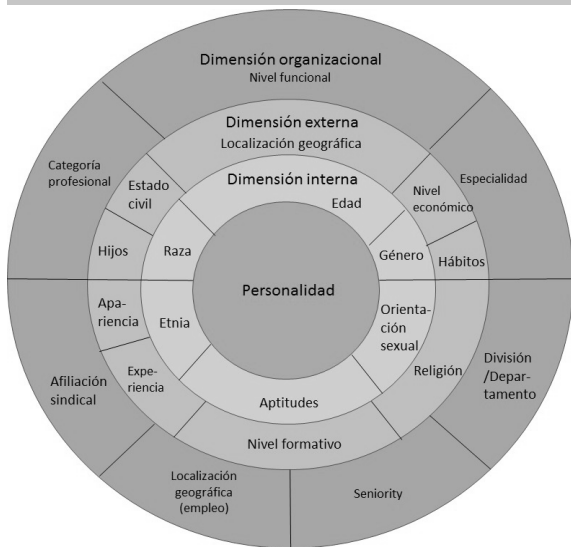 Dimensión organizacional
Nivel funcional
Dimensión externa
Localización geográfica
Dimensión interna
Edad
Categoría
profesional
Estado
civil
Nivel
económico
Especialidad
Hijos
Raza
Género
Hábitos
Personalidad
Apa-
riencia
Etnia
Orienta-
ción
sexual
Afiliación
sindical
Expe-
riencia
Aptitudes
Religión
División
/Depar-
tamento
Nivel formativo
Localización
geográfica
(empleo)
Seniority